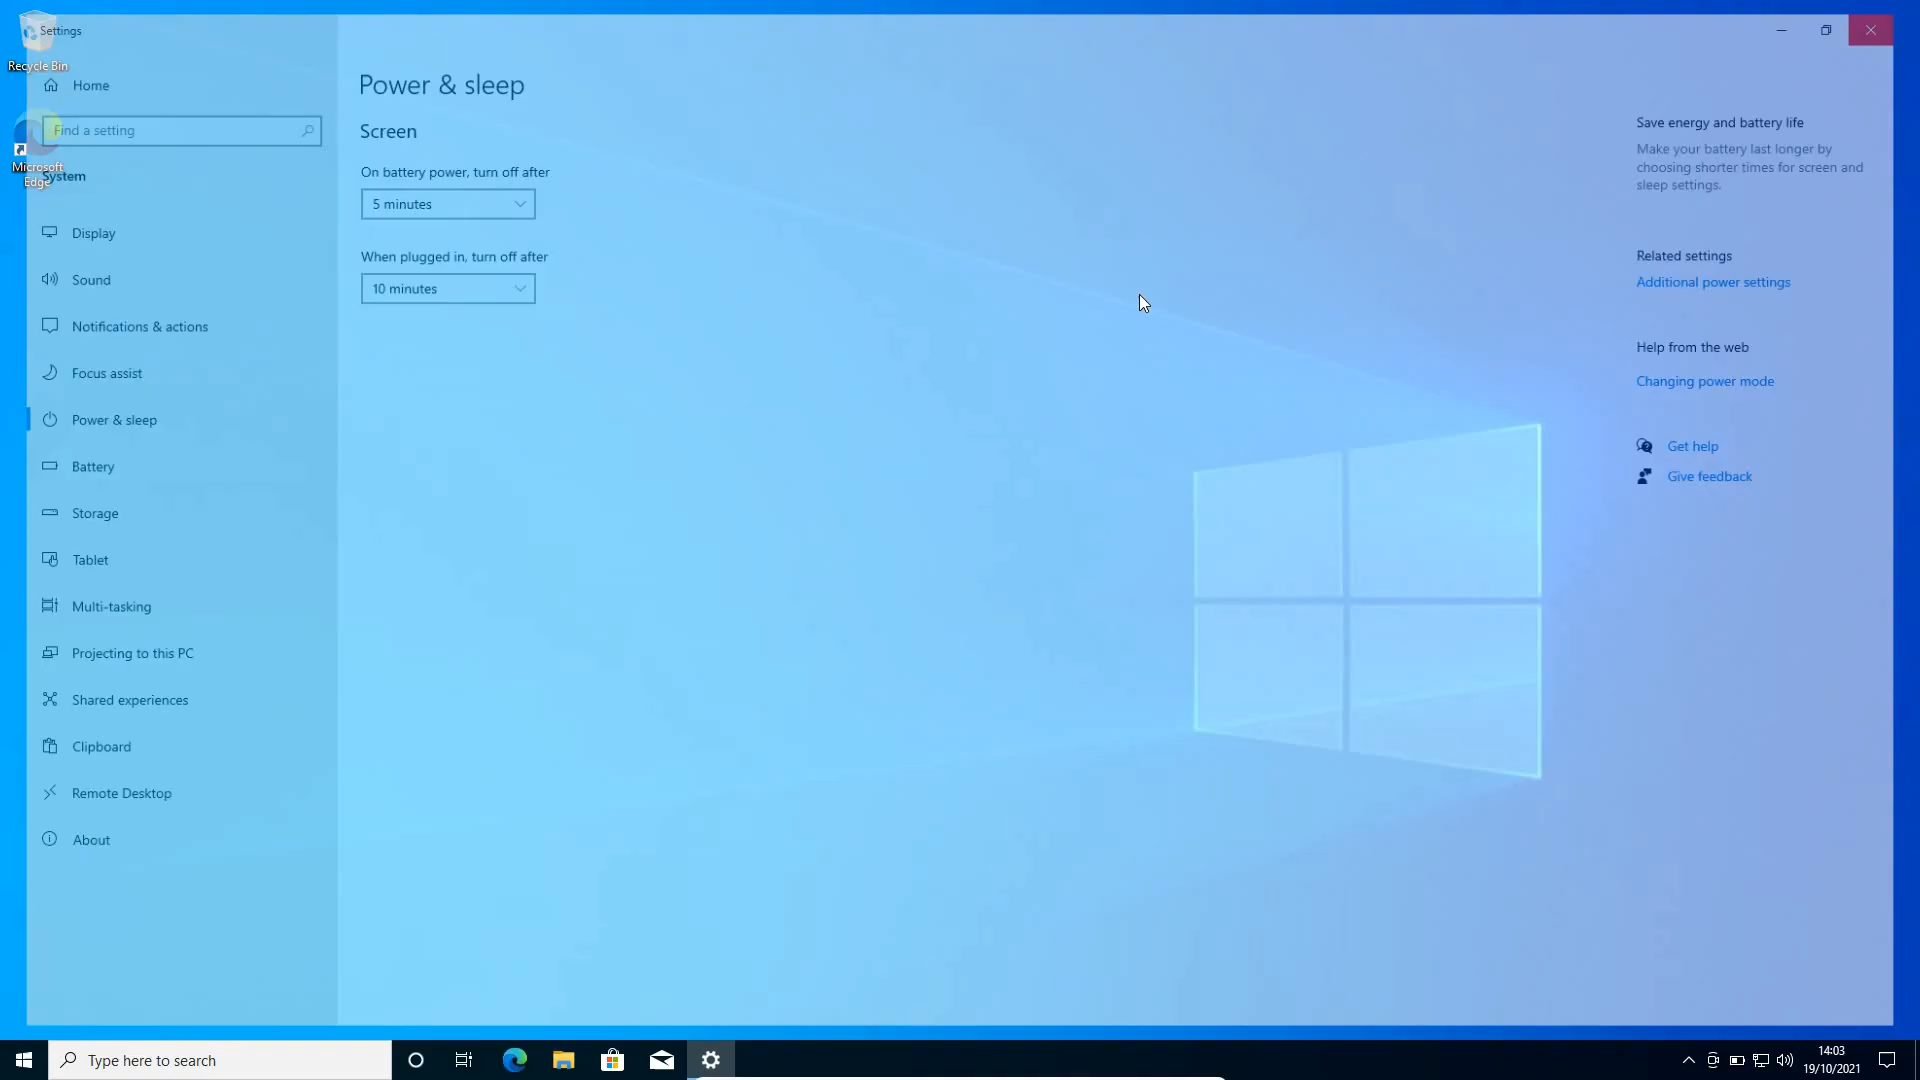 Settings
Recycle Bin
Home
Find a setting
Microsoft
Edge
System
Display
Sound
Notifications & actions
Focus assist
Power & sleep
Battery
Storage
Tablet
Multi-tasking
Projecting to this PC
Shared experiences
Clipboard
Remote Desktop
About
Power & sleep
Screen
On battery power, turn off after
5 minutes
When plugged in, turn off after
10 minutes
Save energy and battery life
Make your battery last longer by
choosing shorter times for screen and
sleep settings.
Related settings
Additional power settings
Help from the web
Changing power mode
Get help
Give feedback
Type here to search
14:03
19/10/2021